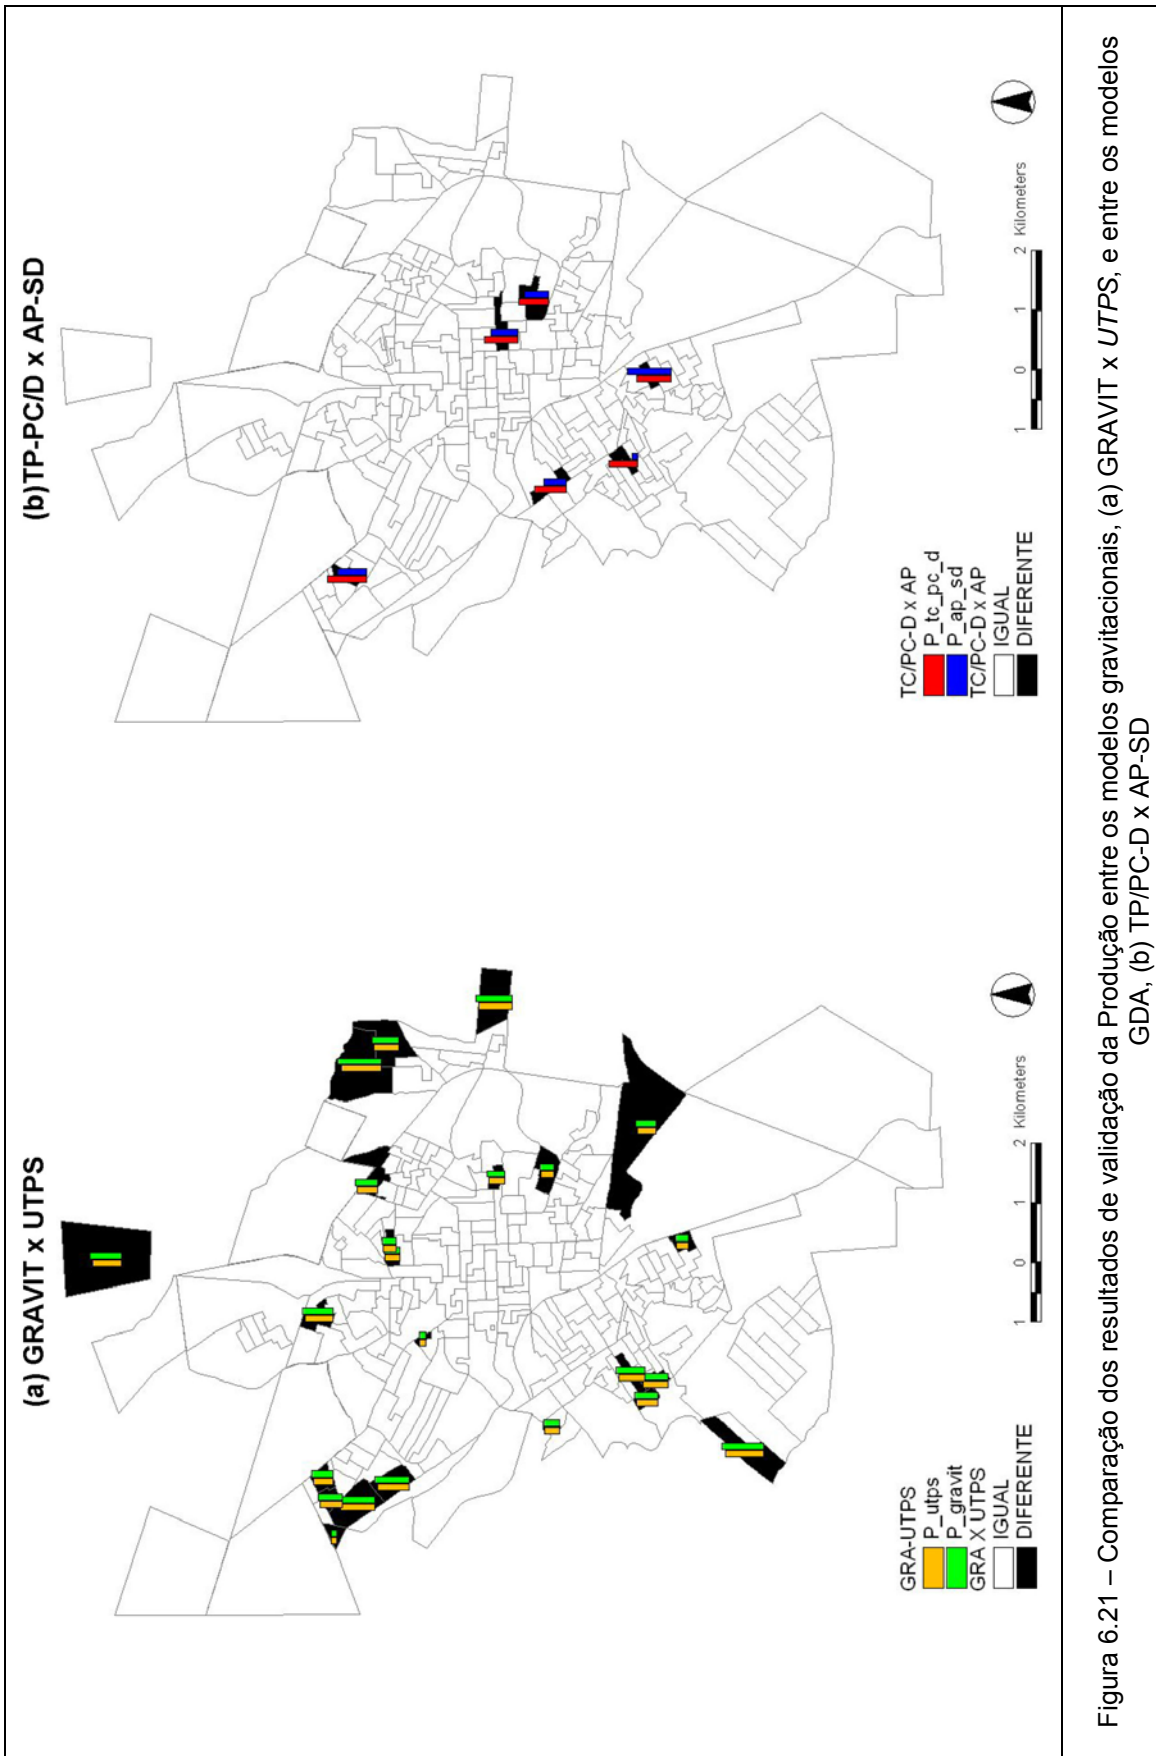 (a) GRAVIT x UTPS
GRA-UTPS
P_utps
P_gravit
GRA X UTPS
IGUAL
DIFERENTE
1 0 1 2 Kilometers
(b)TP-PC/D x AP-SD
TC/PC-D x AP
P_tc_pc_d
P_ap_sd
TC/PC-D x AP
IGUAL
DIFERENTE
1 0 1 2 Kilometers
Figura 6.21 – Comparação dos resultados de validação da Produção entre os modelos gravitacionais, (a) GRAVIT x UTPS, e entre os modelos
GDA, (b) TP/PC-D x AP-SD